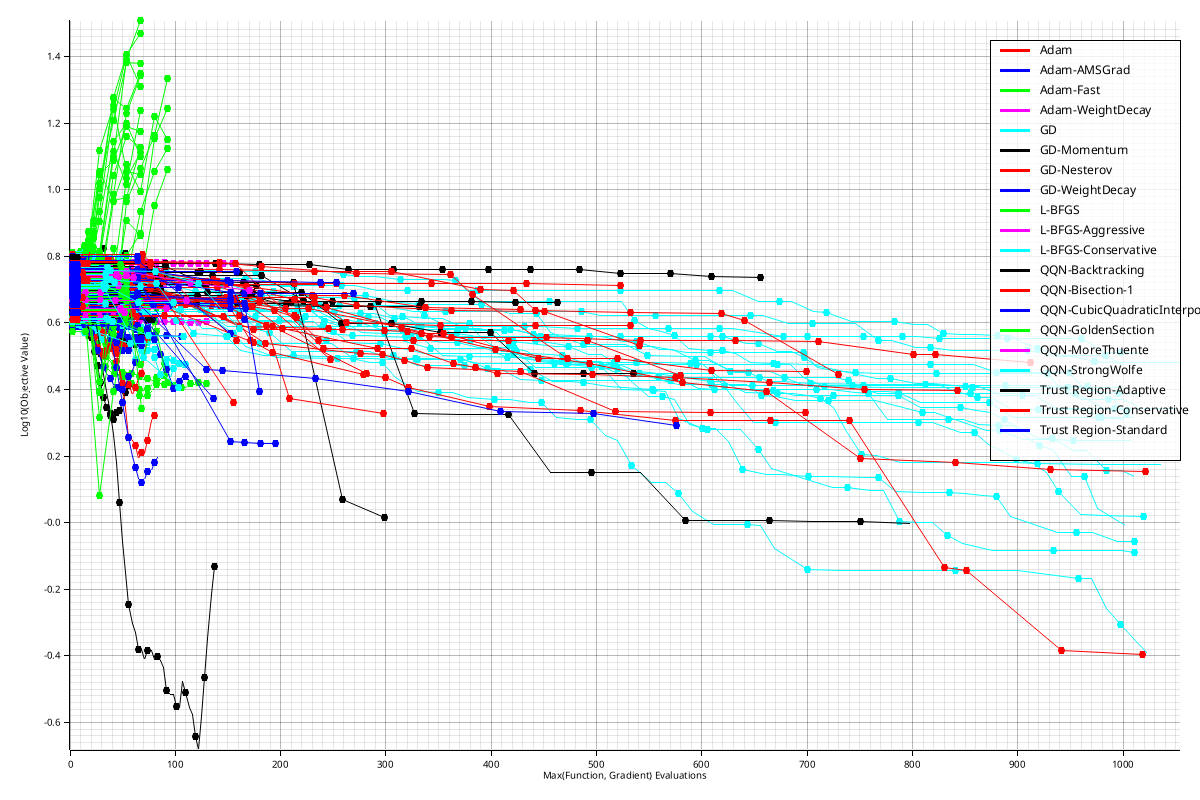 1.4
1.2
1.0
0.8
0.6
0.4
0.2
-0.0
-0.2
-0.4
-0.6
Log10(Objective Value)
0 100 200 300 400 500 600 700 800 900 1000
Max(Function, Gradient) Evaluations
Adam
Adam-AMSGrad
Adam-Fast
Adam-WeightDecay
GD
GD-Momentum
GD-Nesterov
GD-WeightDecay
L-BFGS
L-BFGS-Aggressive
L-BFGS-Conservative
QQN-Backtracking
QQN-Bisection-1
QQN-CubicQuadraticInterpo
QQN-GoldenSection
QQN-MoreThuente
QQN-StrongWolfe
Trust Region-Adaptive
Trust Region-Conservative
Trust Region-Standard